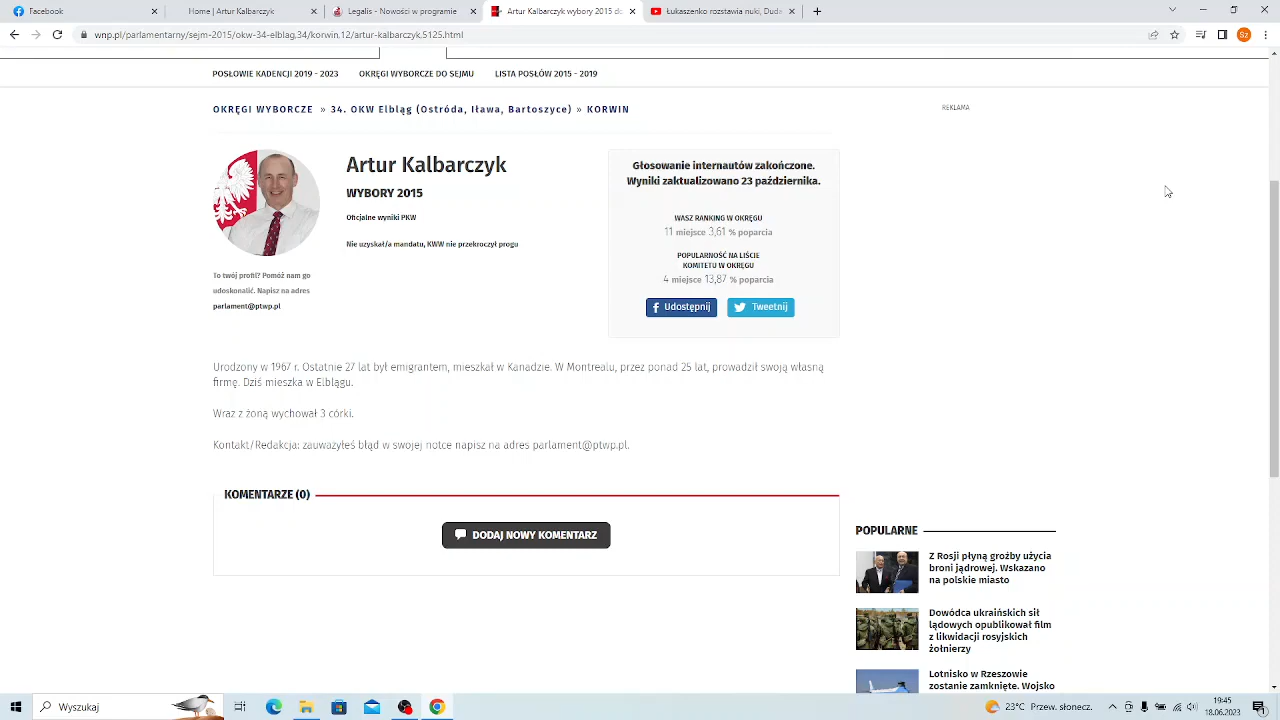 Facebook
Home | Artur Kalbarczyk
Legalis - Nowości w programie
Artur Kalbarczyk wybory 2015 do
Łukaszenko rozstawia nuki, Duda
wnp.pl/parlamentarny/sejm-2015/okw-34-elblag,34/korwin,12/artur-kalbarczyk,5125.html
Sz
POSŁOWIE KADENCJI 2019 - 2023
OKRĘGI WYBORCZE DO SEJMU
LISTA POSŁÓW 2015 - 2019
OKRĘGI WYBORCZE » 34. OKW Elbląg (Ostróda, Iława, Bartoszyce) » KORWIN
REKLAMA
Artur Kalbarczyk
WYBORY 2015
Oficjalne wyniki PKW
Nie uzyskał/a mandatu, KWW nie przekroczył progu
To twój profil? Pomóż nam go
udoskonalić. Napisz na adres
parlament@ptwp.pl
Głosowanie internautów zakończone.
Wyniki zaktualizowano 23 października.
WASZ RANKING W OKRĘGU
11 miejsce 3,61 % poparcia
POPULARNOŚĆ NA LIŚCIE
KOMITETU W OKRĘGU
4 miejsce 13,87 % poparcia
Udostępnij
Tweetnij
Urodzony w 1967 r. Ostatnie 27 lat był emigrantem, mieszkał w Kanadzie. W Montrealu, przez ponad 25 lat, prowadził swoją własną
firmę. Dziś mieszka w Elblągu.
Wraz z żoną wychował 3 córki.
Kontakt/Redakcja: zauważyłeś błąd w swojej notce napisz na adres parlament@ptwp.pl.
KOMENTARZE (0)
DODAJ NOWY KOMENTARZ
POPULARNE
Z Rosji płyną groźby użycia
broni jądrowej. Wskazano
na polskie miasto
Dowódca ukraińskich sił
lądowych opublikował film
z likwidacji rosyjskich
żołnierzy
Lotnisko w Rzeszowie
zostanie zamknięte. Wojsko
Wyszukaj
23°C Przew. słonecz.
19:45
18.06.2023